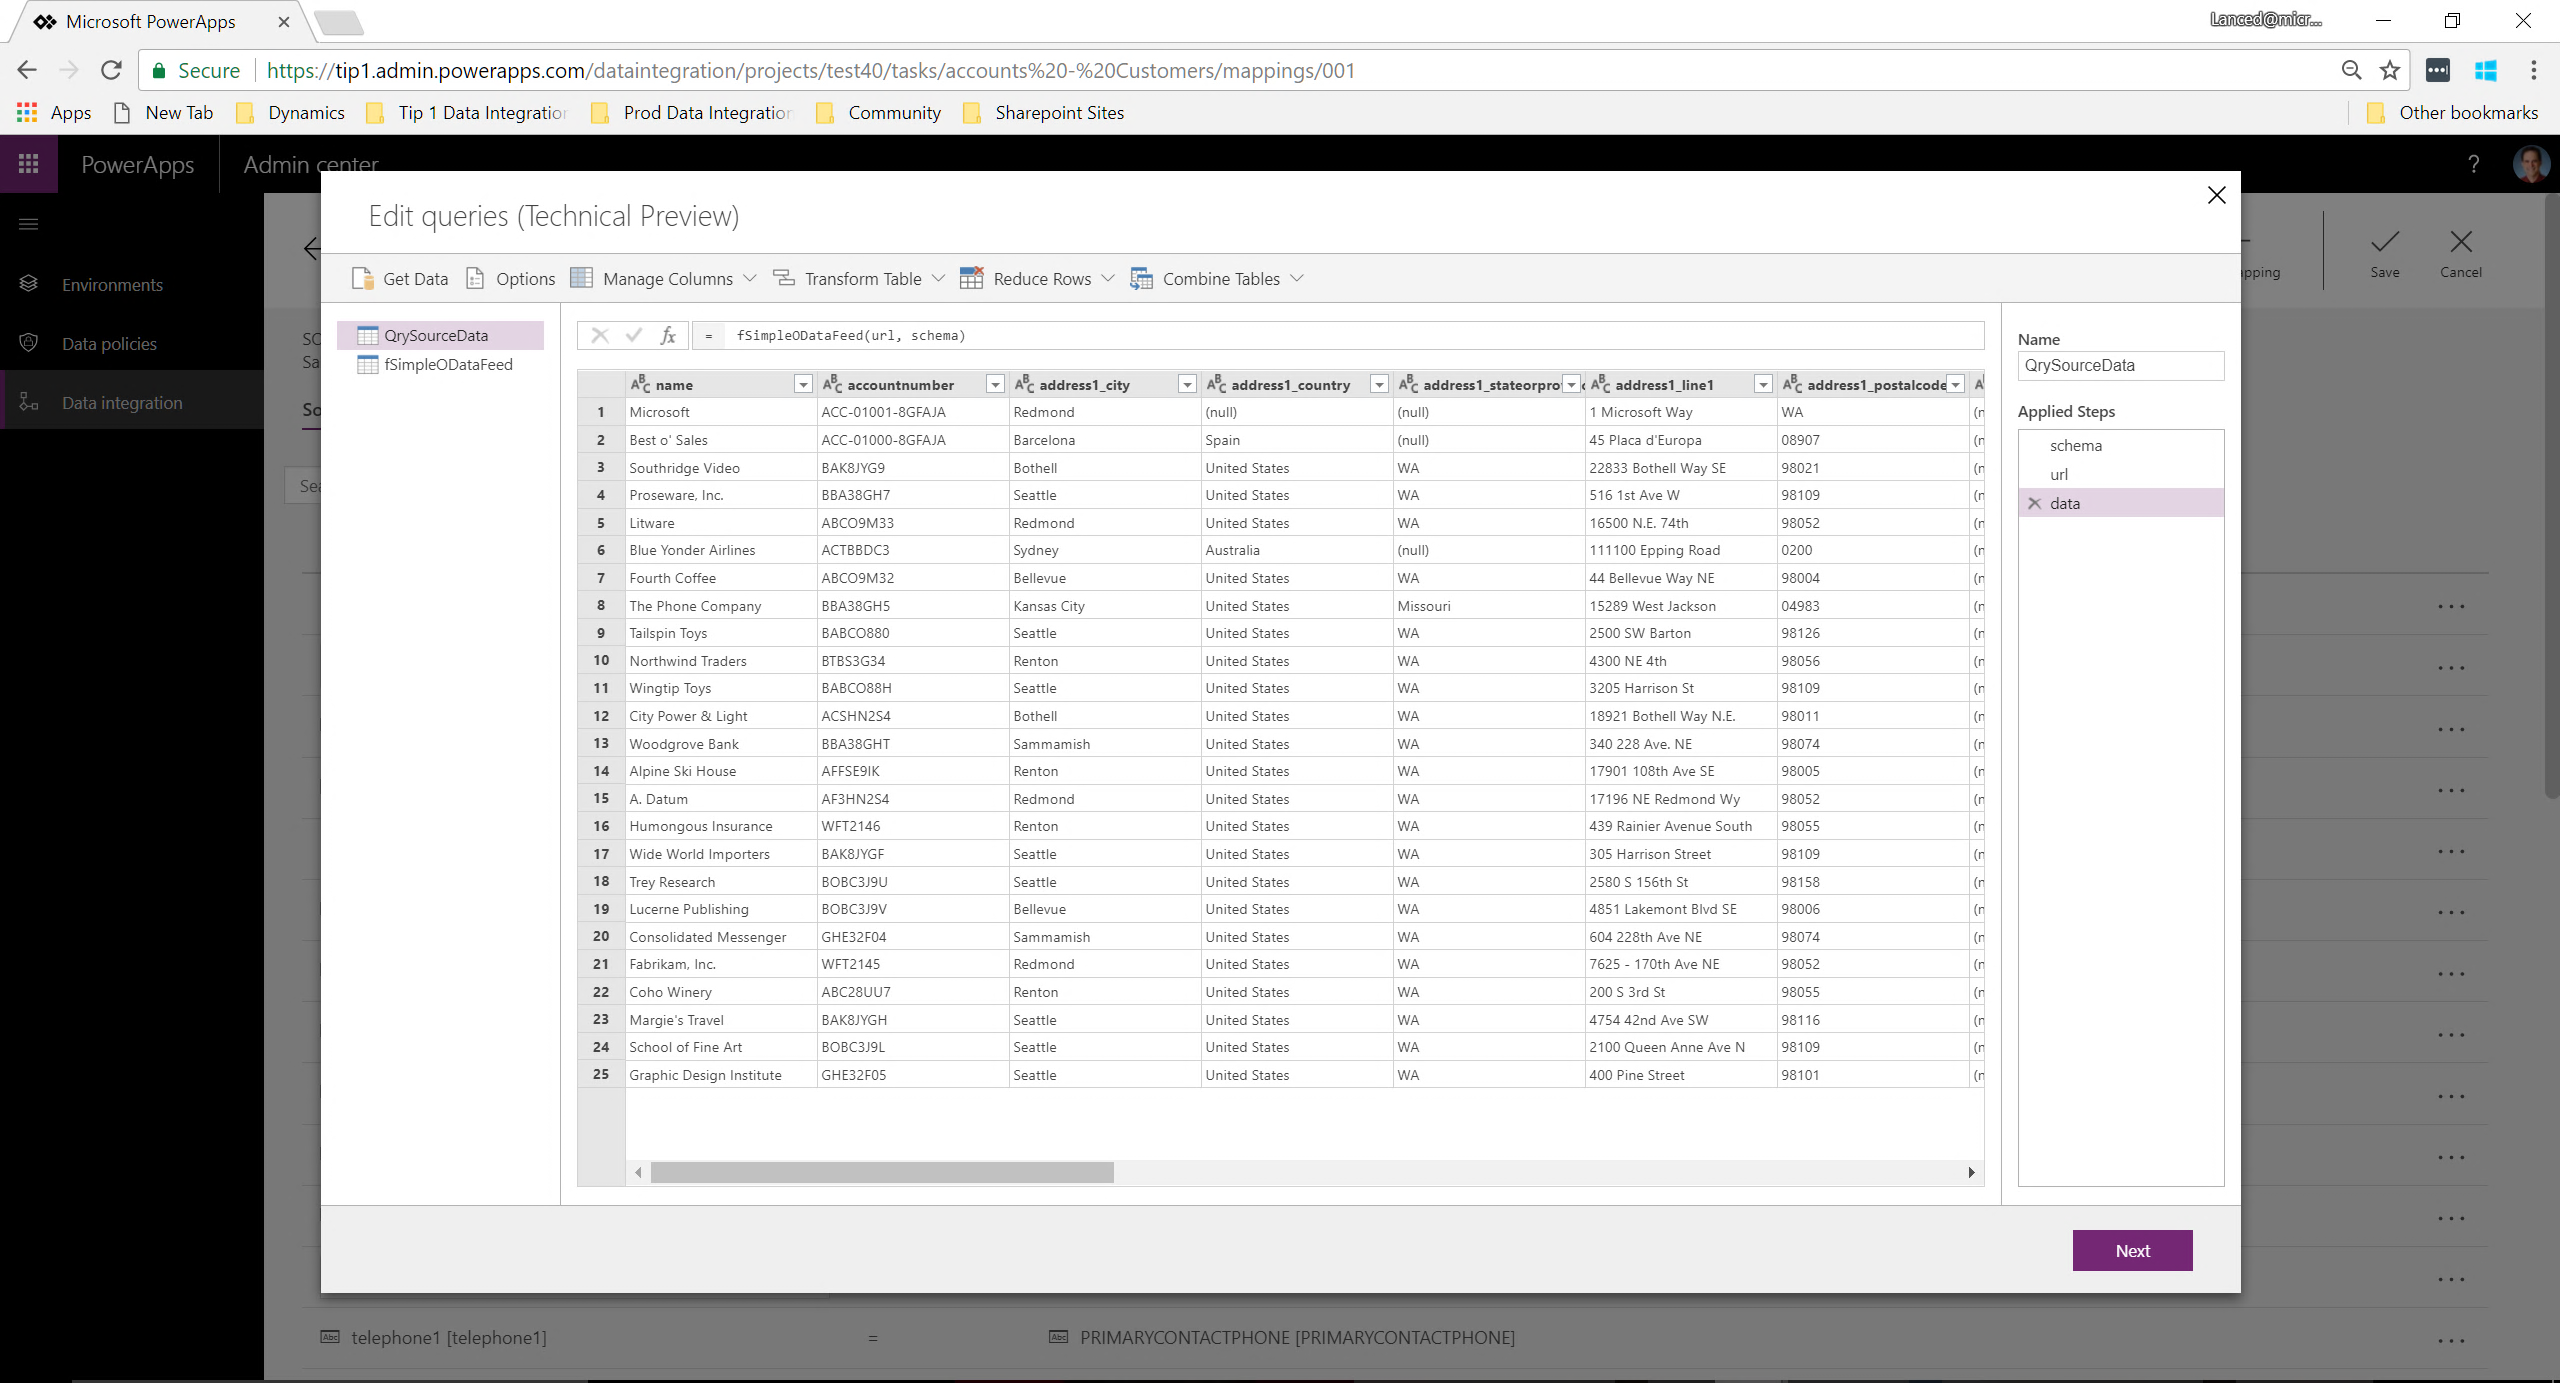 Microsoft PowerApps
Lanced@micr...
Secure https://tip1.admin.powerapps.com/dataintegration/projects/test40/tasks/accounts%20-%20Customers/mappings/001
Apps New Tab Dynamics Tip 1 Data Integration Prod Data Integration Community Sharepoint Sites Other bookmarks
PowerApps Admin center ?
Edit queries (Technical Preview)
Get Data Options Manage Columns Transform Table Reduce Rows Combine Tables
Save Cancel
Environments
Data policies
Data integration
QrySourceData
fSimpleODataFeed
fx = fSimpleODataFeed(url, schema)
name accountnumber address1_city address1_country address1_stateorpro address1_line1 address1_postalcode
1 Microsoft ACC-01001-8GFAJA Redmond (null) (null) 1 Microsoft Way WA
2 Best o' Sales ACC-01000-8GFAJA Barcelona Spain (null) 45 Placa d'Europa 08907
3 Southridge Video BAK8JYG9 Bothell United States WA 22833 Bothell Way SE 98021
4 Proseware, Inc. BBA38GH7 Seattle United States WA 516 1st Ave W 98109
5 Litware ABCO9M33 Redmond United States WA 16500 N.E. 74th 98052
6 Blue Yonder Airlines ACTBBDC3 Sydney Australia (null) 111100 Epping Road 0200
7 Fourth Coffee ABCO9M32 Bellevue United States WA 44 Bellevue Way NE 98004
8 The Phone Company BBA38GH5 Kansas City United States Missouri 15289 West Jackson 04983
9 Tailspin Toys BABCO880 Seattle United States WA 2500 SW Barton 98126
10 Northwind Traders BTBS3G34 Renton United States WA 4300 NE 4th 98056
11 Wingtip Toys BABCO88H Seattle United States WA 3205 Harrison St 98109
12 City Power & Light ACSHN2S4 Bothell United States WA 18921 Bothell Way N.E. 98011
13 Woodgrove Bank BBA38GHT Sammamish United States WA 340 228 Ave. NE 98074
14 Alpine Ski House AFFSE9IK Renton United States WA 17901 108th Ave SE 98005
15 A. Datum AF3HN2S4 Redmond United States WA 17196 NE Redmond Wy 98052
16 Humongous Insurance WFT2146 Renton United States WA 439 Rainier Avenue South 98055
17 Wide World Importers BAK8JYGF Seattle United States WA 305 Harrison Street 98109
18 Trey Research BOBC3J9U Seattle United States WA 2580 S 156th St 98158
19 Lucerne Publishing BOBC3J9V Bellevue United States WA 4851 Lakemont Blvd SE 98006
20 Consolidated Messenger GHE32F04 Sammamish United States WA 604 228th Ave NE 98074
21 Fabrikam, Inc. WFT2145 Redmond United States WA 7625 - 170th Ave NE 98052
22 Coho Winery ABC28UU7 Renton United States WA 200 S 3rd St 98055
23 Margie's Travel BAK8JYGH Seattle United States WA 4754 42nd Ave SW 98116
24 School of Fine Art BOBC3J9L Seattle United States WA 2100 Queen Anne Ave N 98109
25 Graphic Design Institute GHE32F05 Seattle United States WA 400 Pine Street 98101
Name
QrySourceData
Applied Steps
schema
url
data
Next
telephone1 [telephone1] = PRIMARYCONTACTPHONE [PRIMARYCONTACTPHONE]